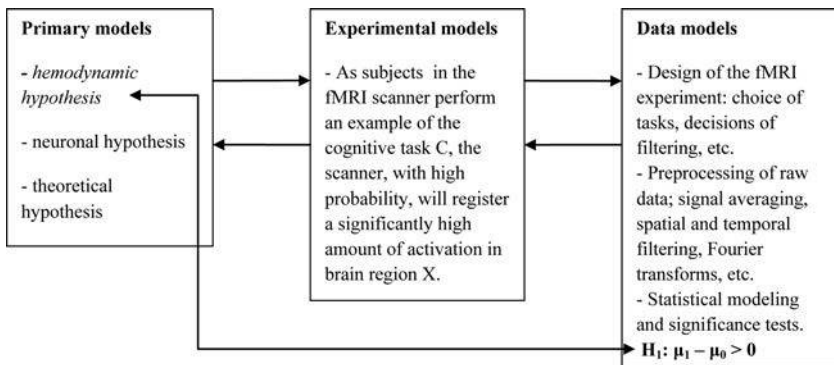 Primary models
- hemodynamic
hypothesis
- neuronal hypothesis
- theoretical
hypothesis
Experimental models
- As subjects in the
fMRI scanner perform
an example of the
cognitive task C, the
scanner, with high
probability, will register
a significantly high
amount of activation in
brain region X.
Data models
- Design of the fMRI
experiment: choice of
tasks, decisions of
filtering, etc.
- Preprocessing of raw
data; signal averaging,
spatial and temporal
filtering, Fourier
transforms, etc.
- Statistical modeling
and significance tests.
H₁: μ₁ – μ₀ > 0